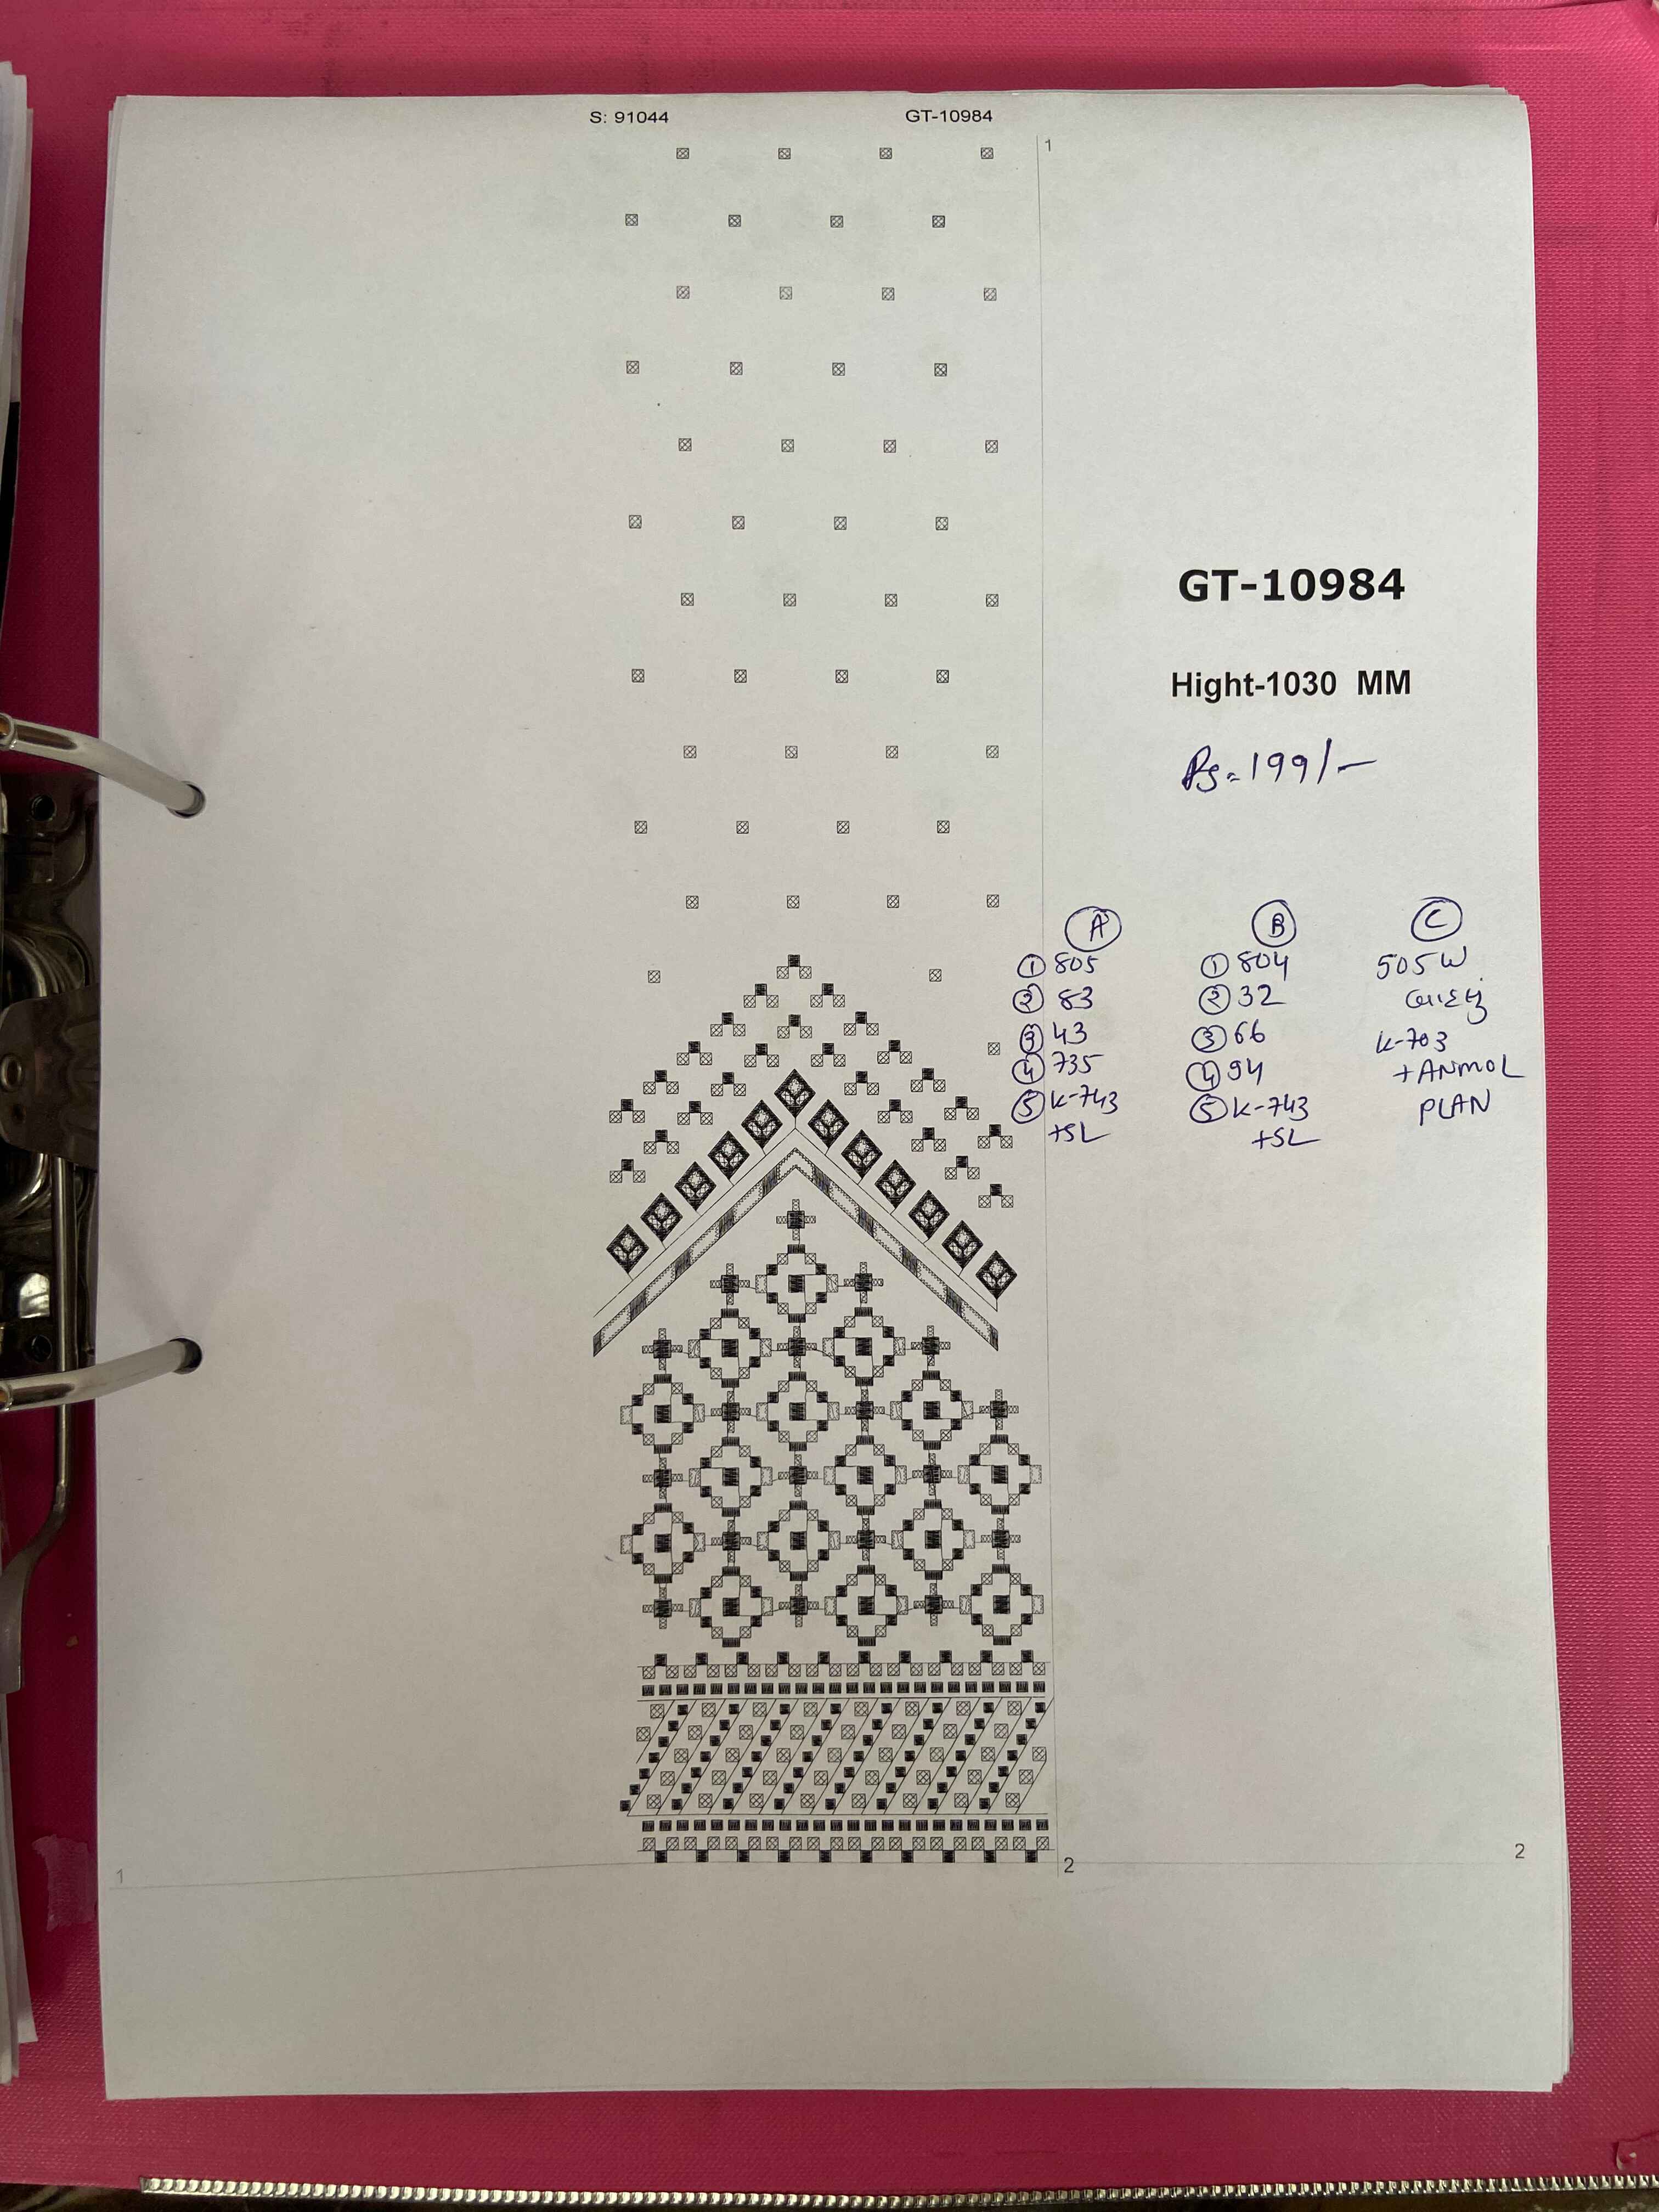 S: 91044 GT-10984
1
GT-10984
Hight-1030 MM
Rs=199/-
A B C
① 805 ① 804 505W
② 83 ② 32
③ 43 ③ 66 K-703
④ 735 ④ 94 +ANMOL
⑤ K-743 ⑤ K-743 PLAN
+SL +SL
1 2 2